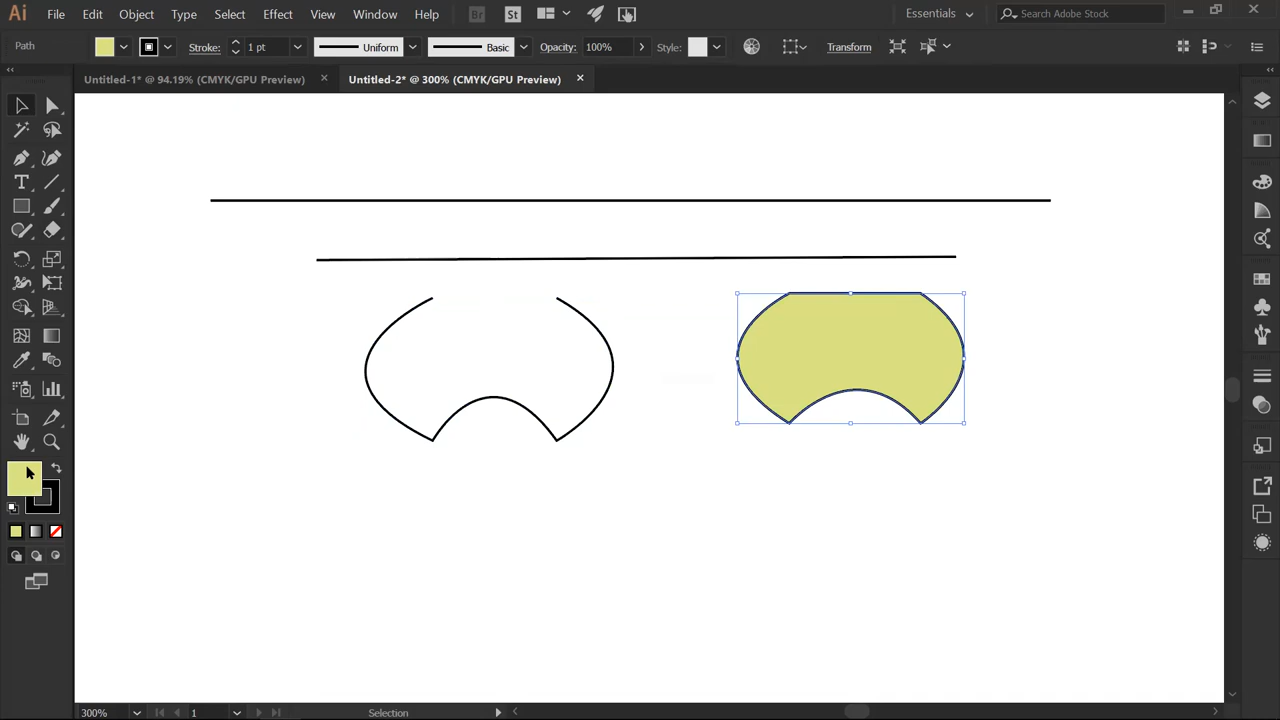 Ai File Edit Object Type Select Effect View Window Help Br St Essentials Search Adobe Stock
Path Stroke: 1 pt Uniform Basic Opacity: 100% Style: Transform
Untitled-1* @ 94.19% (CMYK/GPU Preview) Untitled-2* @ 300% (CMYK/GPU Preview)
T
300% 1 Selection